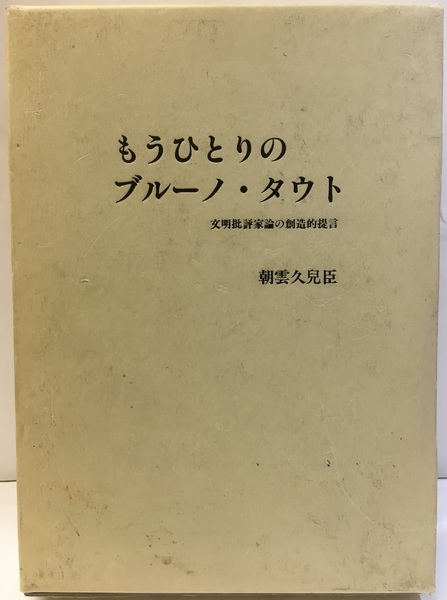 もうひとりの
ブルーノ・タウト
文明批評家論の創造的提言
朝雲久兒臣